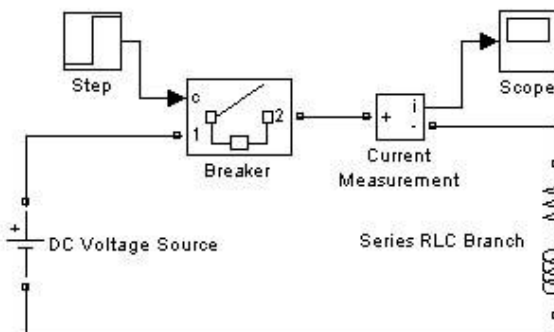 Step
c
1
2
Breaker
+
i
-
Current
Measurement
Scope
+
DC Voltage Source
Series RLC Branch